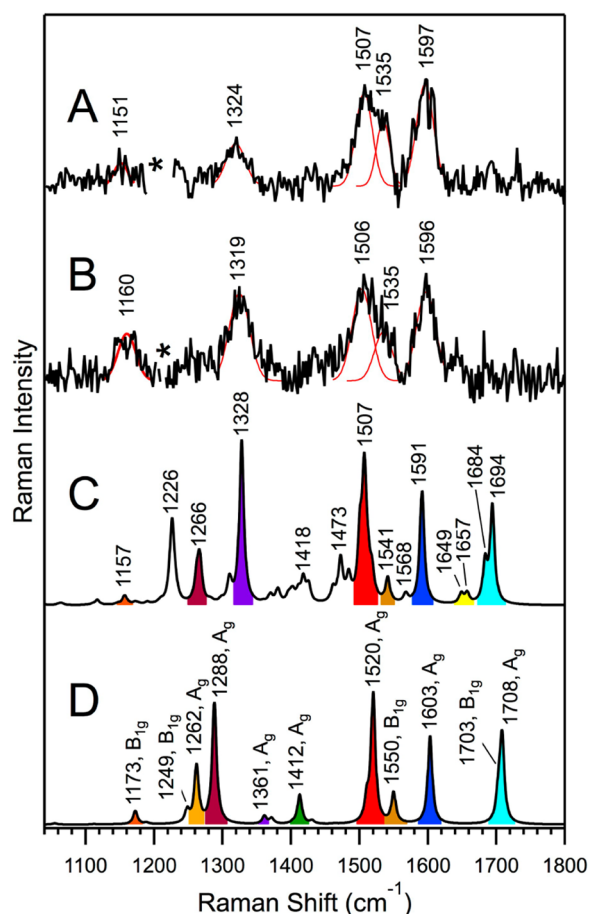 A
1151
*
1324
1507
1535
1597
B
1160
*
1319
1506
1535
1596
C
1157
1226
1266
1328
1418
1473
1507
1541
1568
1591
1649
1657
1684
1694
D
1173, B1g
1249, B1g
1262, Ag
1288, Ag
1361, Ag
1412, Ag
1520, Ag
1550, B1g
1603, Ag
1703, B1g
1708, Ag
Raman Intensity
1100 1200 1300 1400 1500 1600 1700 1800
Raman Shift (cm-1)